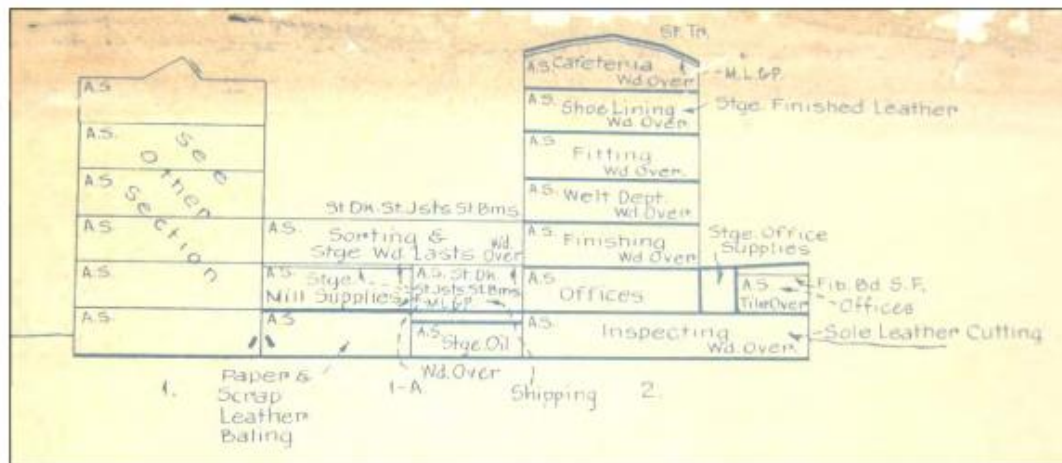 St. Tr.
A.S. Cafeteria
Wd. Over
M.L.&P.
A.S.
A.S. Shoe Lining
Wd. Over
Stge. Finished Leather
A.S.
See
Other
Section
A.S. Fitting
Wd. Over
A.S.
A.S. Welt Dept.
Wd. Over
St. Dk. St. Jsts St. Bms
A.S.
A.S. Sorting &
Stge Wd. Lasts
Wd.
Over
A.S. Finishing
Wd. Over
Stge. Office
Supplies
A.S.
A.S. Stge.
Mill Supplies
A.S. St. Dk.
St. Jsts. St. Bms
M.L.&P.
A.S. Offices
A.S.
Tile Over
Fib. Bd. S.F.
Offices
A.S.
A.S
A.S. Stge. Oil
A.S. Inspecting
Wd. Over
Sole Leather Cutting
1.
Paper &
Scrap
Leather
Baling
1-A.
Wd. Over
Shipping
2.